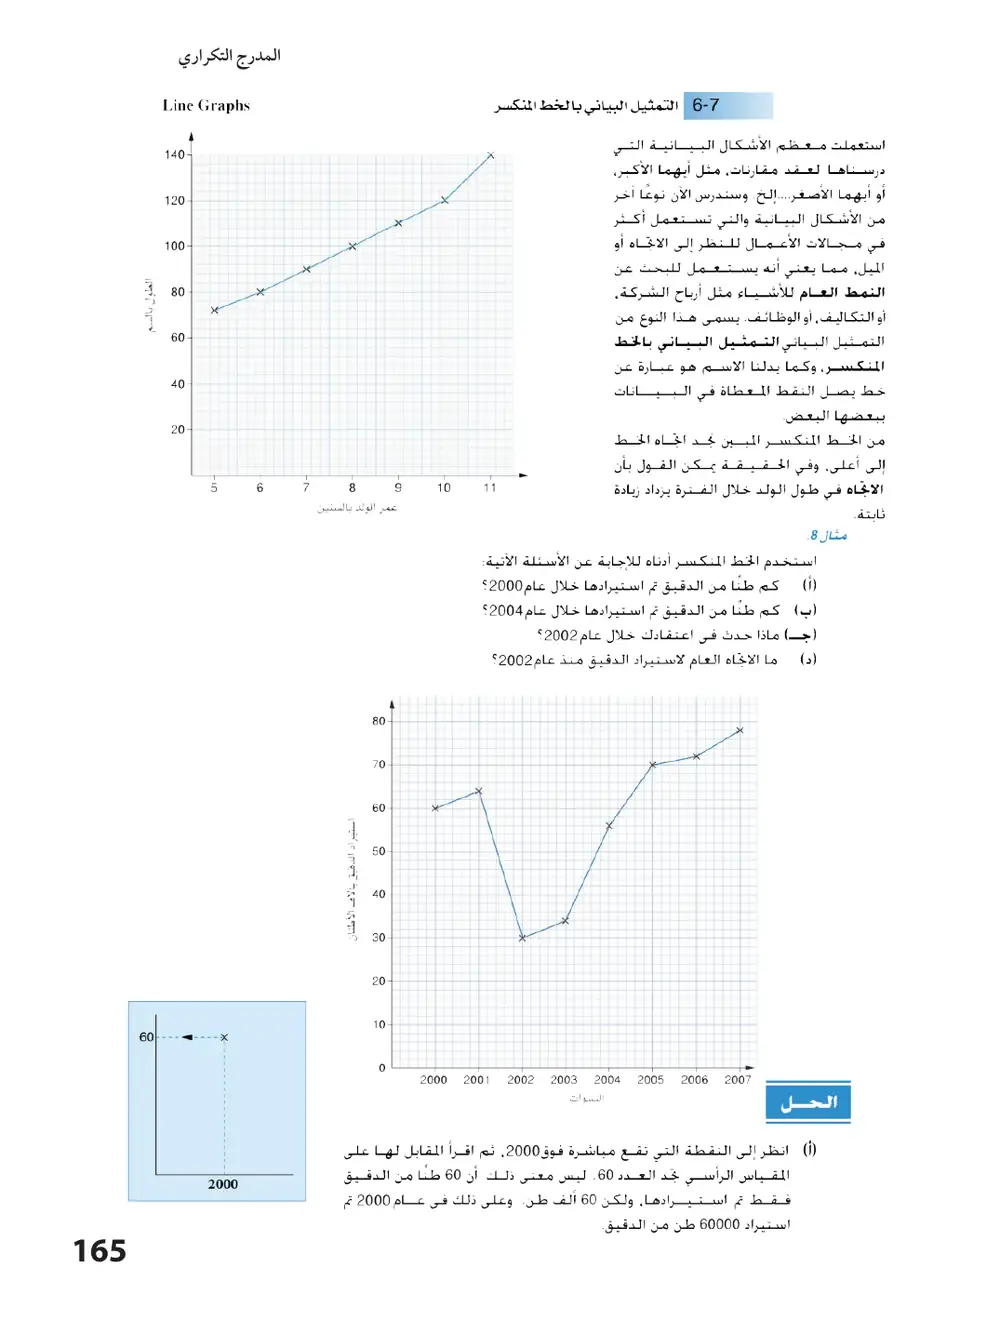 المدرج التكراري
6-7 التمثيل البياني بالخط المنكسر Line Graphs
استعملت معظم الأشكال البيانية التي
درسناها لعقد مقارنات، مثل أيهما الأكبر،
أو أيهما الأصغر....إلخ. وسندرس الآن نوعًا آخر
من الأشكال البيانية والتي تستعمل أكثر
في مجالات الأعمال للنظر إلى الاتجاه أو
الميل، مما يعني أنه يستعمل للبحث عن
النمط العام للأشياء مثل أرباح الشركة،
أو التكاليف، أو الوظائف. يسمى هذا النوع من
التمثيل البياني التمثيل البياني بالخط
المنكسر، وكما يدلنا الاسم هو عبارة عن
خط يصل النقط المعطاة في البيانات
ببعضها البعض.
من الخط المنكسر المبين نجد اتجاه الخط
إلى أعلى، وفي الحقيقة يمكن القول بأن
الاتجاه في طول الولد خلال الفترة يزداد زيادة
ثابتة.
140
120
100
80
60
40
20
الطول بالسم
5 6 7 8 9 10 11
عمر الولد بالسنين
مثال 8:
استخدم الخط المنكسر أدناه للإجابة عن الأسئلة الآتية:
(أ) كم طنًا من الدقيق تم استيرادها خلال عام 2000؟
(ب) كم طنًا من الدقيق تم استيرادها خلال عام 2004؟
(جـ) ماذا حدث في اعتقادك خلال عام 2002؟
(د) ما الاتجاه العام لاستيراد الدقيق منذ عام 2002؟
80
70
60
50
40
30
20
10
0
استيراد الدقيق بآلاف الأطنان
2000 2001 2002 2003 2004 2005 2006 2007
السنوات
الحل
(أ) انظر إلى النقطة التي تقع مباشرة فوق 2000، ثم اقرأ المقابل لها على
المقياس الرأسي تجد العدد 60. ليس معنى ذلك أن 60 طنًا من الدقيق
فقط تم استيرادها، ولكن 60 ألف طن. وعلى ذلك في عام 2000 تم
استيراد 60000 طن من الدقيق.
60
2000
165